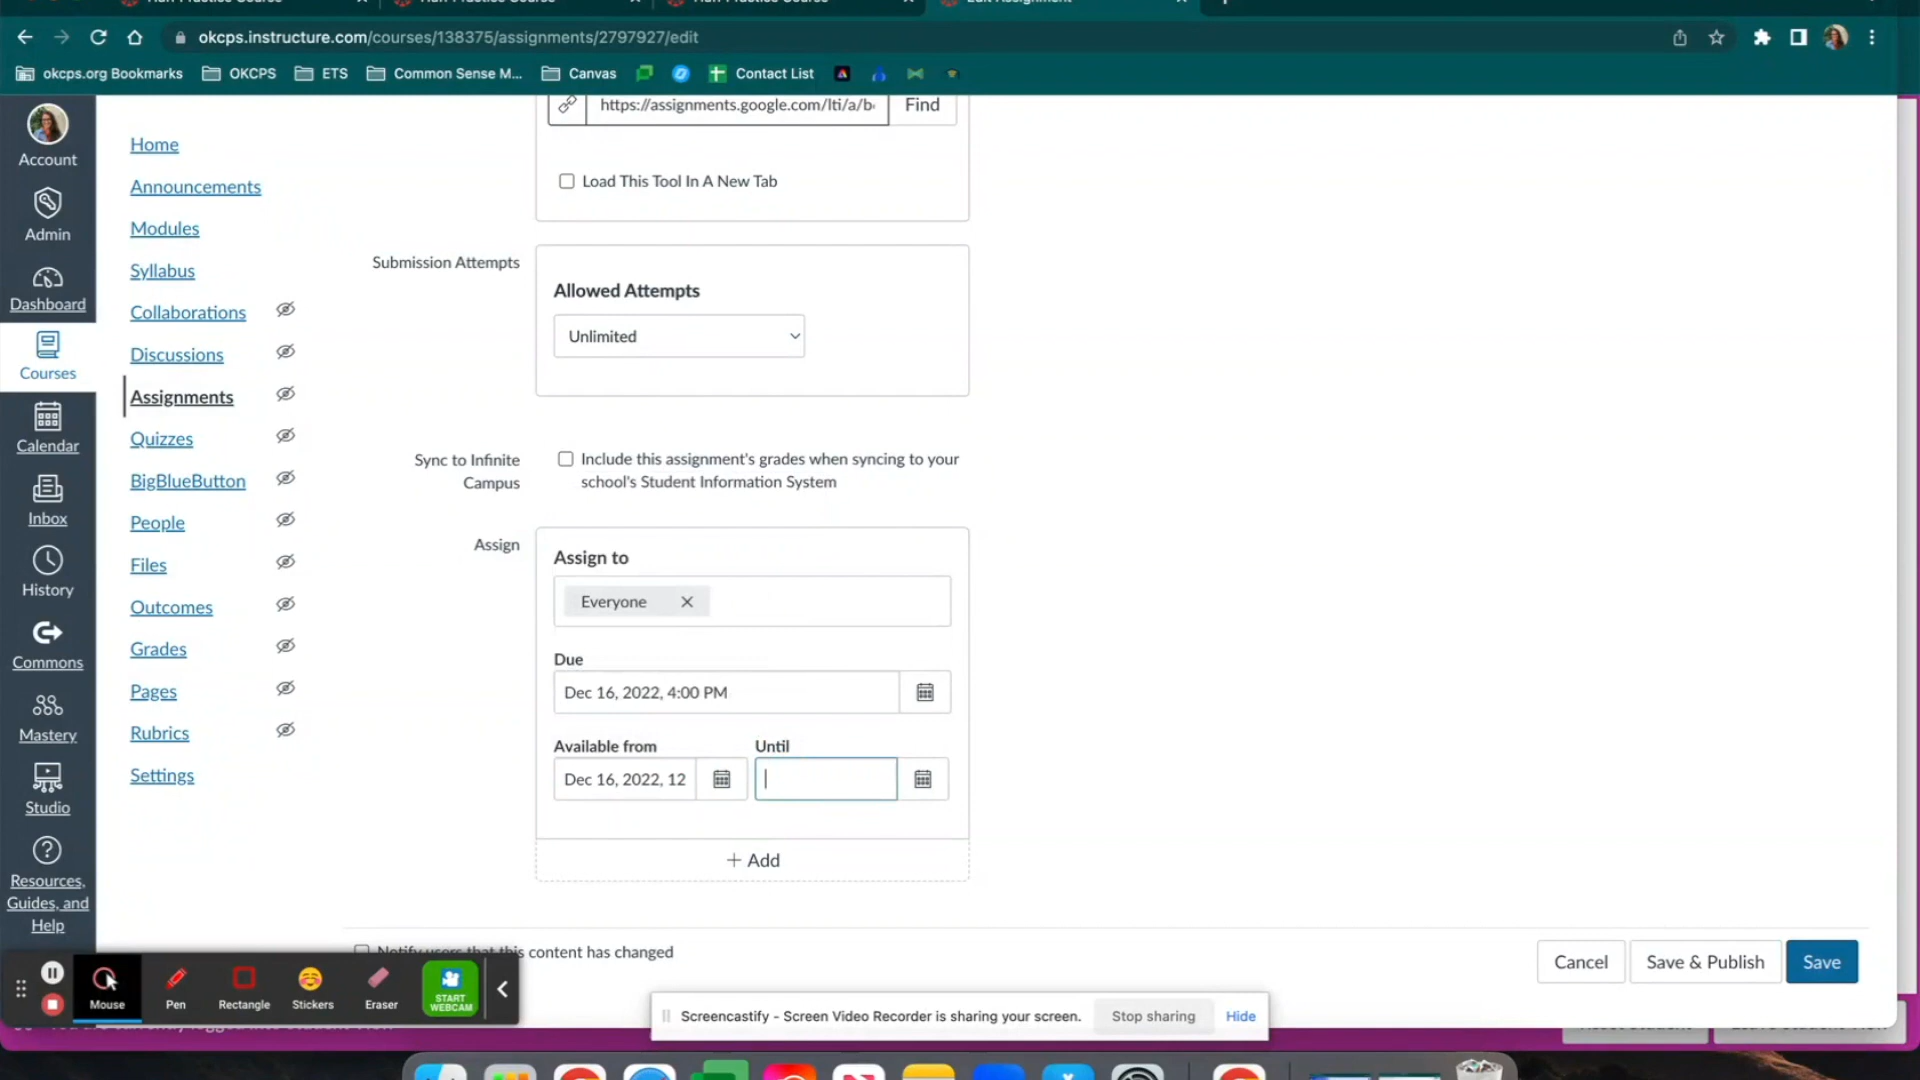 okcps.instructure.com/courses/138375/assignments/2797927/edit
okcps.org Bookmarks
OKCPS
ETS
Common Sense M...
Canvas
Contact List
Account
Admin
Dashboard
Courses
Calendar
Inbox
History
Commons
Mastery
Studio
Resources,
Guides, and
Help
Home
Announcements
Modules
Syllabus
Collaborations
Discussions
Assignments
Quizzes
BigBlueButton
People
Files
Outcomes
Grades
Pages
Rubrics
Settings
https://assignments.google.com/lti/a/b
Find
Load This Tool In A New Tab
Submission Attempts
Allowed Attempts
Unlimited
Sync to Infinite
Campus
Include this assignment's grades when syncing to your
school's Student Information System
Assign
Assign to
Everyone
Due
Dec 16, 2022, 4:00 PM
Available from
Until
Dec 16, 2022, 12
+ Add
Notify users that this content has changed
Cancel
Save & Publish
Save
Mouse
Pen
Rectangle
Stickers
Eraser
START
WEBCAM
Screencastify - Screen Video Recorder is sharing your screen.
Stop sharing
Hide